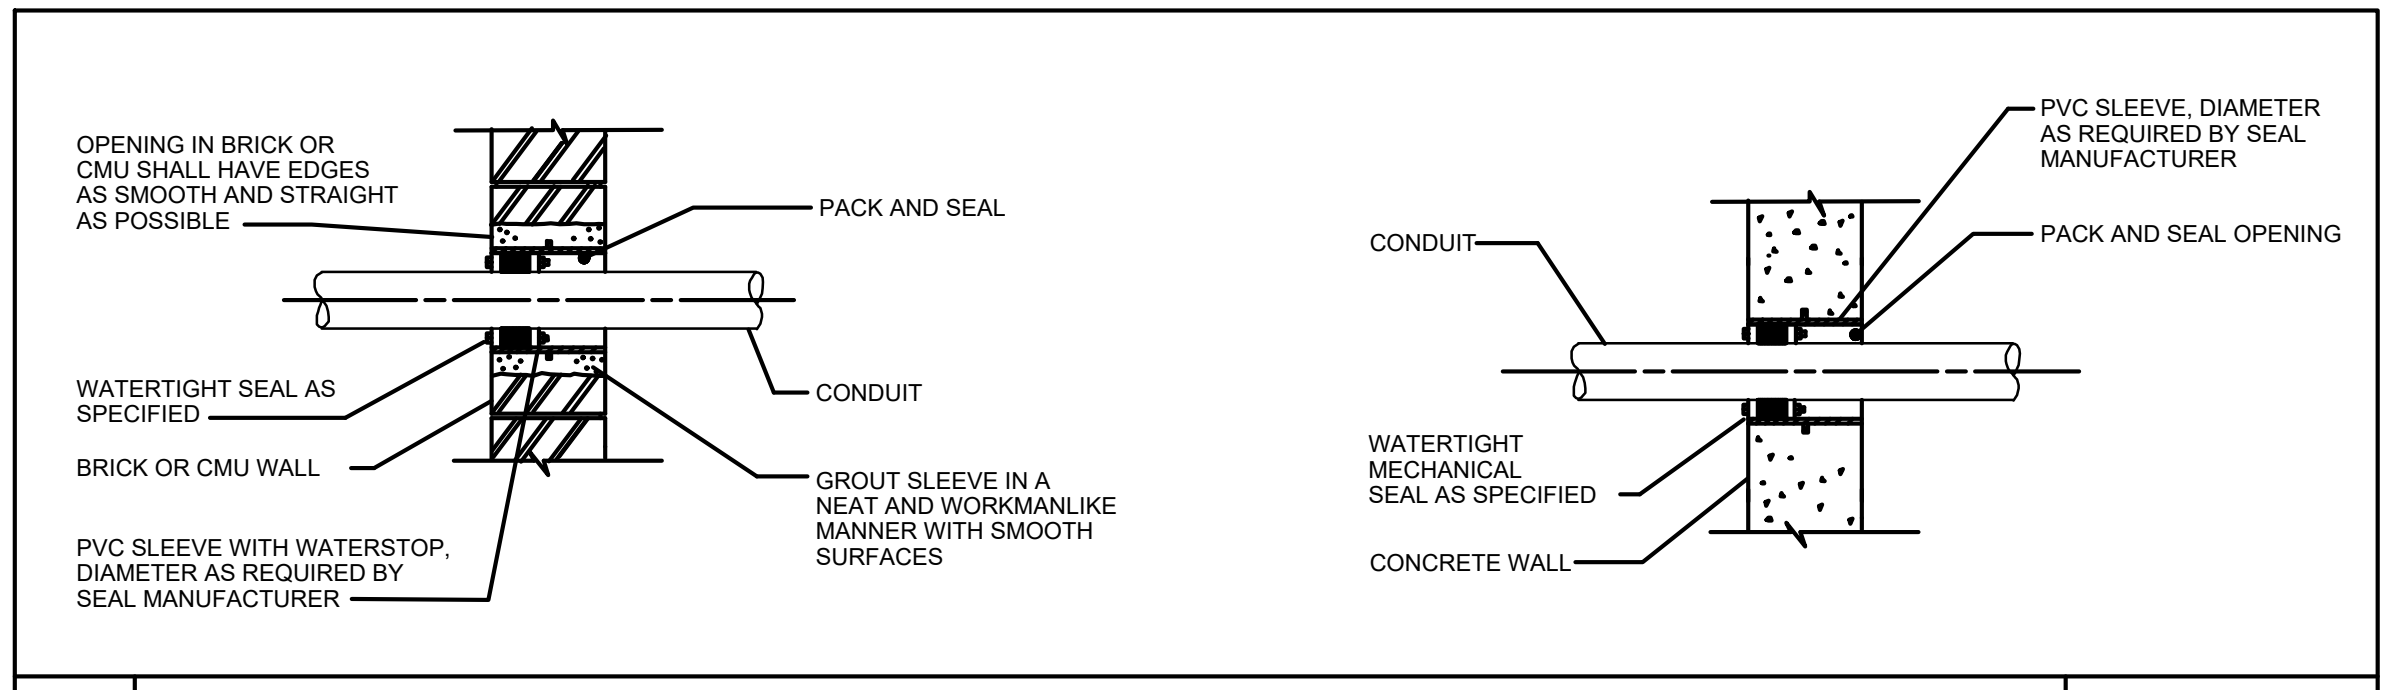 OPENING IN BRICK OR
CMU SHALL HAVE EDGES
AS SMOOTH AND STRAIGHT
AS POSSIBLE
PACK AND SEAL
WATERTIGHT SEAL AS
SPECIFIED
CONDUIT
BRICK OR CMU WALL
GROUT SLEEVE IN A
NEAT AND WORKMANLIKE
MANNER WITH SMOOTH
SURFACES
PVC SLEEVE WITH WATERSTOP,
DIAMETER AS REQUIRED BY
SEAL MANUFACTURER
PVC SLEEVE, DIAMETER
AS REQUIRED BY SEAL
MANUFACTURER
CONDUIT
PACK AND SEAL OPENING
WATERTIGHT
MECHANICAL
SEAL AS SPECIFIED
CONCRETE WALL